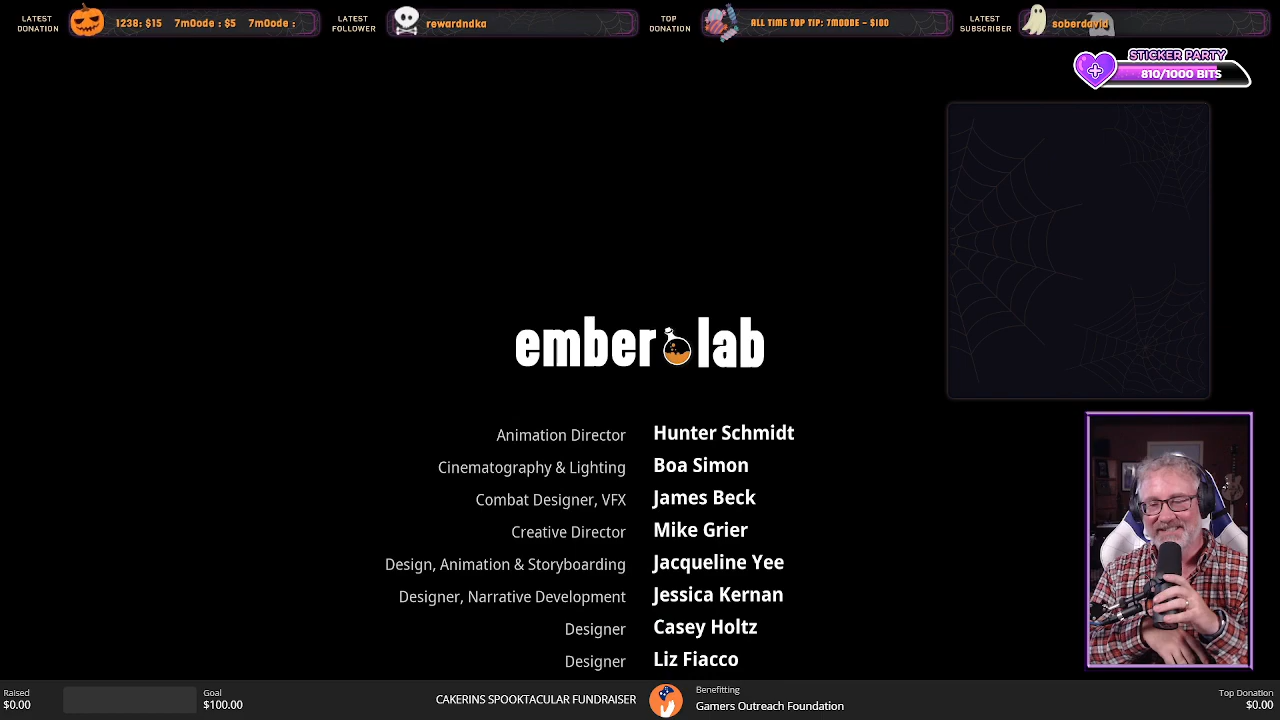 LATEST
DONATION
1236: $15 7m0ode : $5 7m0ode :
LATEST
FOLLOWER
rewardndka
TOP
DONATION
ALL TIME TOP TIP: 7M0ODE - $100
LATEST
SUBSCRIBER
soberdavid
STICKER PARTY
810/1000 BITS
ember lab
Animation Director Hunter Schmidt
Cinematography & Lighting Boa Simon
Combat Designer, VFX James Beck
Creative Director Mike Grier
Design, Animation & Storyboarding Jacqueline Yee
Designer, Narrative Development Jessica Kernan
Designer Casey Holtz
Designer Liz Fiacco
Raised
$0.00
Goal
$100.00
CAKERINS SPOOKTACULAR FUNDRAISER
Benefitting
Gamers Outreach Foundation
Top Donation
$0.00